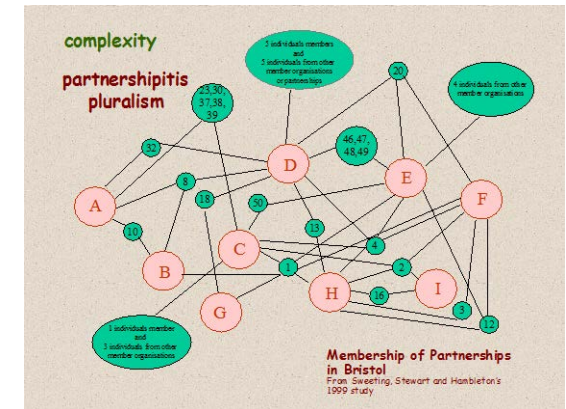 complexity
partnershipitis
pluralism
2 individuals members
and
3 individuals from other
member organisations
or partnerships
20
4 individuals from other
member organisations
23,30,
37,38,
39
46,47,
48,49
32
D
E
8
18
F
A
50
10
13
C
4
B
1
2
H
I
16
G
3
12
1 individuals member
and
3 individuals from other
member organisations
Membership of Partnerships
in Bristol
From Sweeting, Stewart and Hambleton's
1999 study